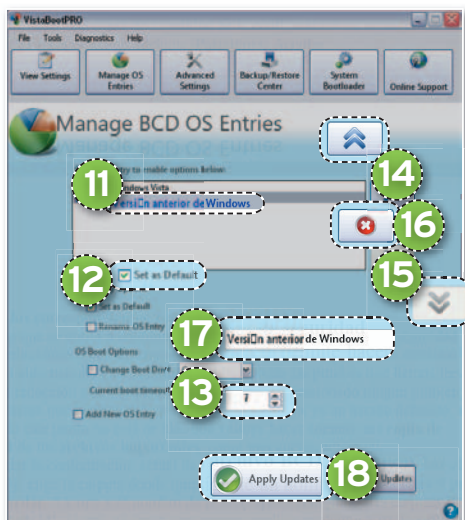 VistaBootPRO
File Tools Diagnostics Help
View Settings
Manage OS Entries
Advanced Settings
Backup/Restore Center
System Bootloader
Online Support
Manage BCD OS Entries
to enable options below:
11
14
Windows Vista
Versi□n anterior de Windows
16
12
Set as Default
15
Set as Default
Rename OS Entry
17
Versi□n anterior de Windows
OS Boot Options:
Change Boot Drive
Current boot timeout
13
7
Add New OS Entry
Apply Updates
18
Updates